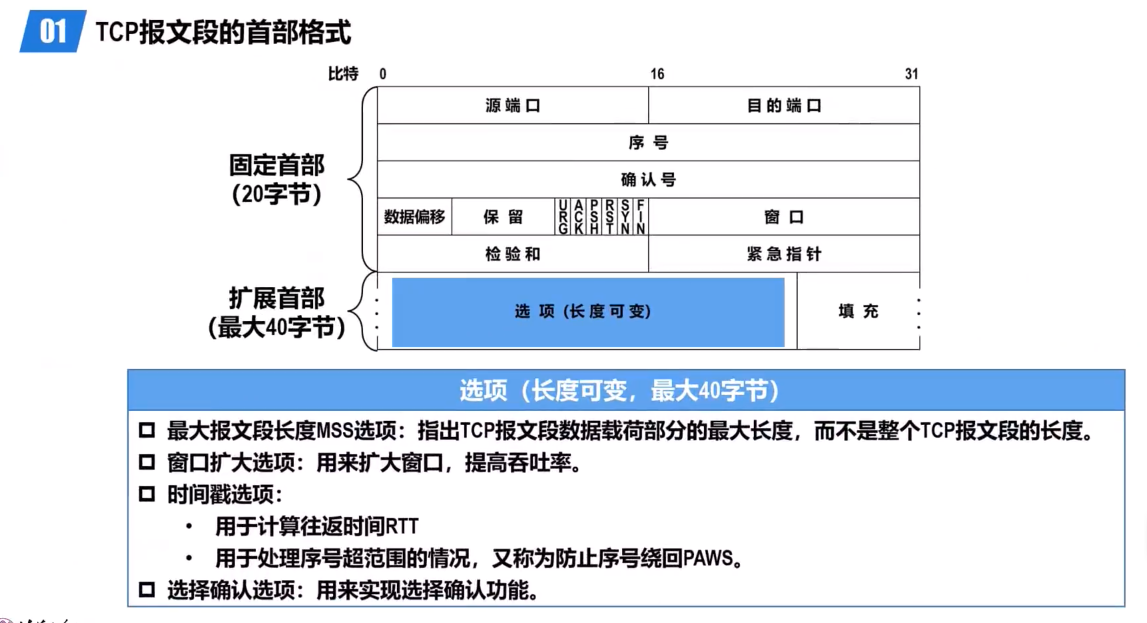 01 TCP报文段的首部格式
比特 0 16 31
源端口 目的端口
序号
确认号
固定首部
（20字节）
数据偏移 保留 URG ACK PSH RST SYN FIN 窗口
检验和 紧急指针
扩展首部
（最大40字节）
选项（长度可变） 填充
选项（长度可变，最大40字节）
最大报文段长度MSS选项：指出TCP报文段数据载荷部分的最大长度，而不是整个TCP报文段的长度。
窗口扩大选项：用来扩大窗口，提高吞吐率。
时间戳选项：
• 用于计算往返时间RTT
• 用于处理序号超范围的情况，又称为防止序号绕回PAWS。
选择确认选项：用来实现选择确认功能。